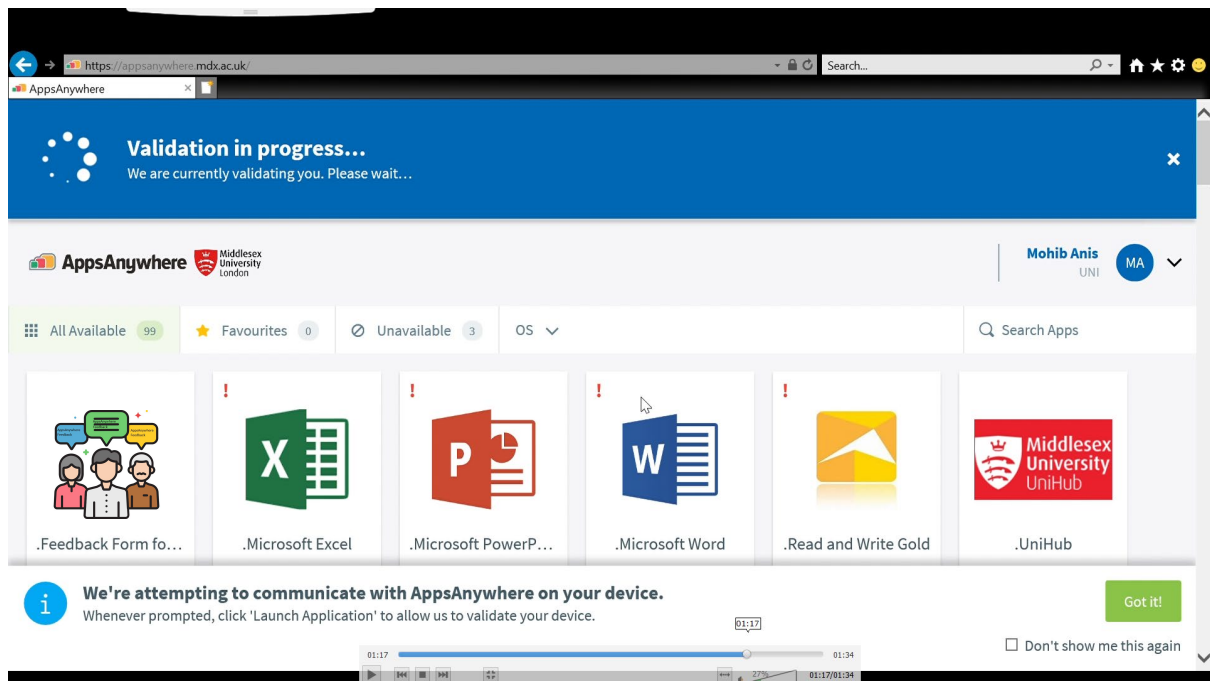 https://appsanywhere.mdx.ac.uk/
Search...
AppsAnywhere
Validation in progress...
We are currently validating you. Please wait...
AppsAnywhere
Middlesex
University
London
Mohib Anis
UNI
MA
All Available 99
Favourites 0
Unavailable 3
OS
Search Apps
!
!
!
!
X
P
W
Middlesex
University
UniHub
.Feedback Form fo...
.Microsoft Excel
.Microsoft PowerP...
.Microsoft Word
.Read and Write Gold
.UniHub
i
We're attempting to communicate with AppsAnywhere on your device.
Whenever prompted, click 'Launch Application' to allow us to validate your device.
Got it!
Don't show me this again
01:17
01:17
01:34
27%
01:17/01:34